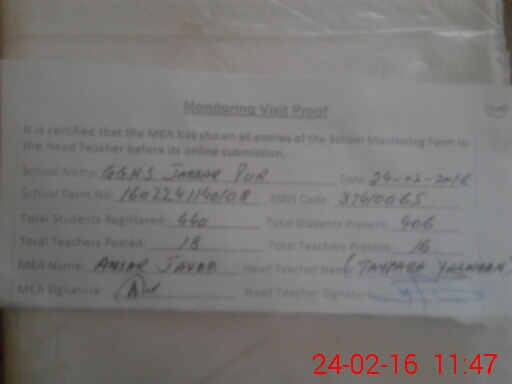 Monitoring Visit Proof
It is certified that the MEA has shown all entries of the School Monitoring Form to
the Head Teacher before its online submission.
School Name: GGHS JABBAR PUR Date: 24-02-2016
School Form No: EMIS Code:
Total Students Registered: 440 Total Students Present: 406
Total Teachers Posted: 18 Total Teachers Present: 16
MEA Name: ANSAR JAVED Head Teacher Name
MEA Signature: Head Teacher Signature
24-02-16 11:47